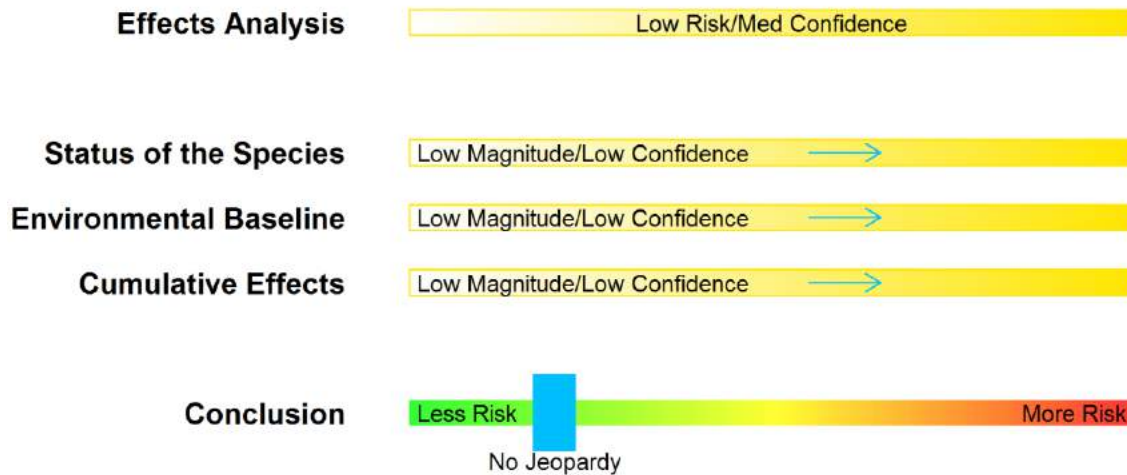 Effects Analysis Low Risk/Med Confidence
Status of the Species Low Magnitude/Low Confidence
Environmental Baseline Low Magnitude/Low Confidence
Cumulative Effects Low Magnitude/Low Confidence
Conclusion Less Risk More Risk
No Jeopardy